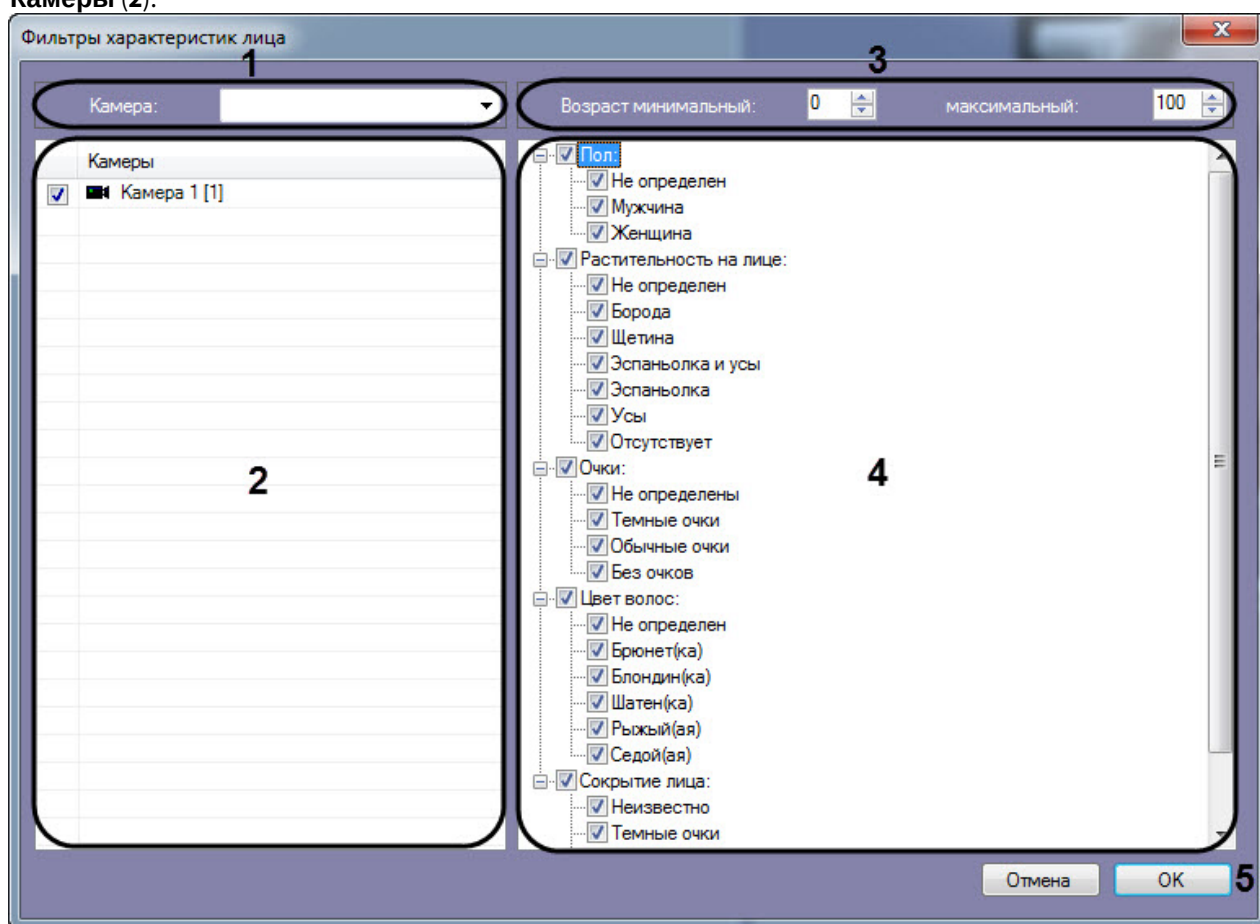 Камеры (2).
Фильтры характеристик лица
1
3
Камера:
Возраст минимальный: 0 максимальный: 100
Камеры
Камера 1 [1]
2
Пол:
Не определен
Мужчина
Женщина
Растительность на лице:
Не определен
Борода
Щетина
Эспаньолка и усы
Эспаньолка
Усы
Отсутствует
Очки:
4
Не определены
Темные очки
Обычные очки
Без очков
Цвет волос:
Не определен
Брюнет(ка)
Блондин(ка)
Шатен(ка)
Рыжый(ая)
Седой(ая)
Сокрытие лица:
Неизвестно
Темные очки
Отмена
OK
5